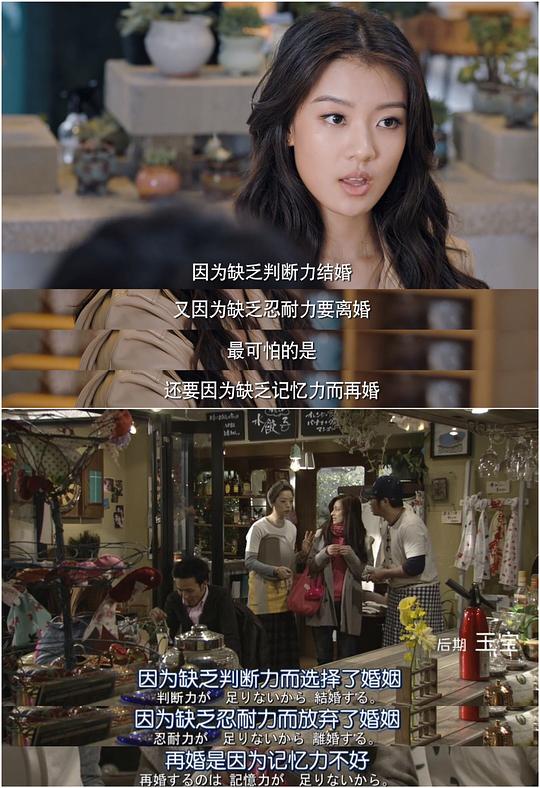 因为缺乏判断力结婚
又因为缺乏忍耐力要离婚
最可怕的是
还要因为缺乏记忆力而再婚
后期 玉宝
因为缺乏判断力而选择了婚姻
判断力が 足りないから 結婚する。
因为缺乏忍耐力而放弃了婚姻
忍耐力が 足りないから 離婚する。
再婚是因为记忆力不好
再婚するのは 記憶力が 足りないから。